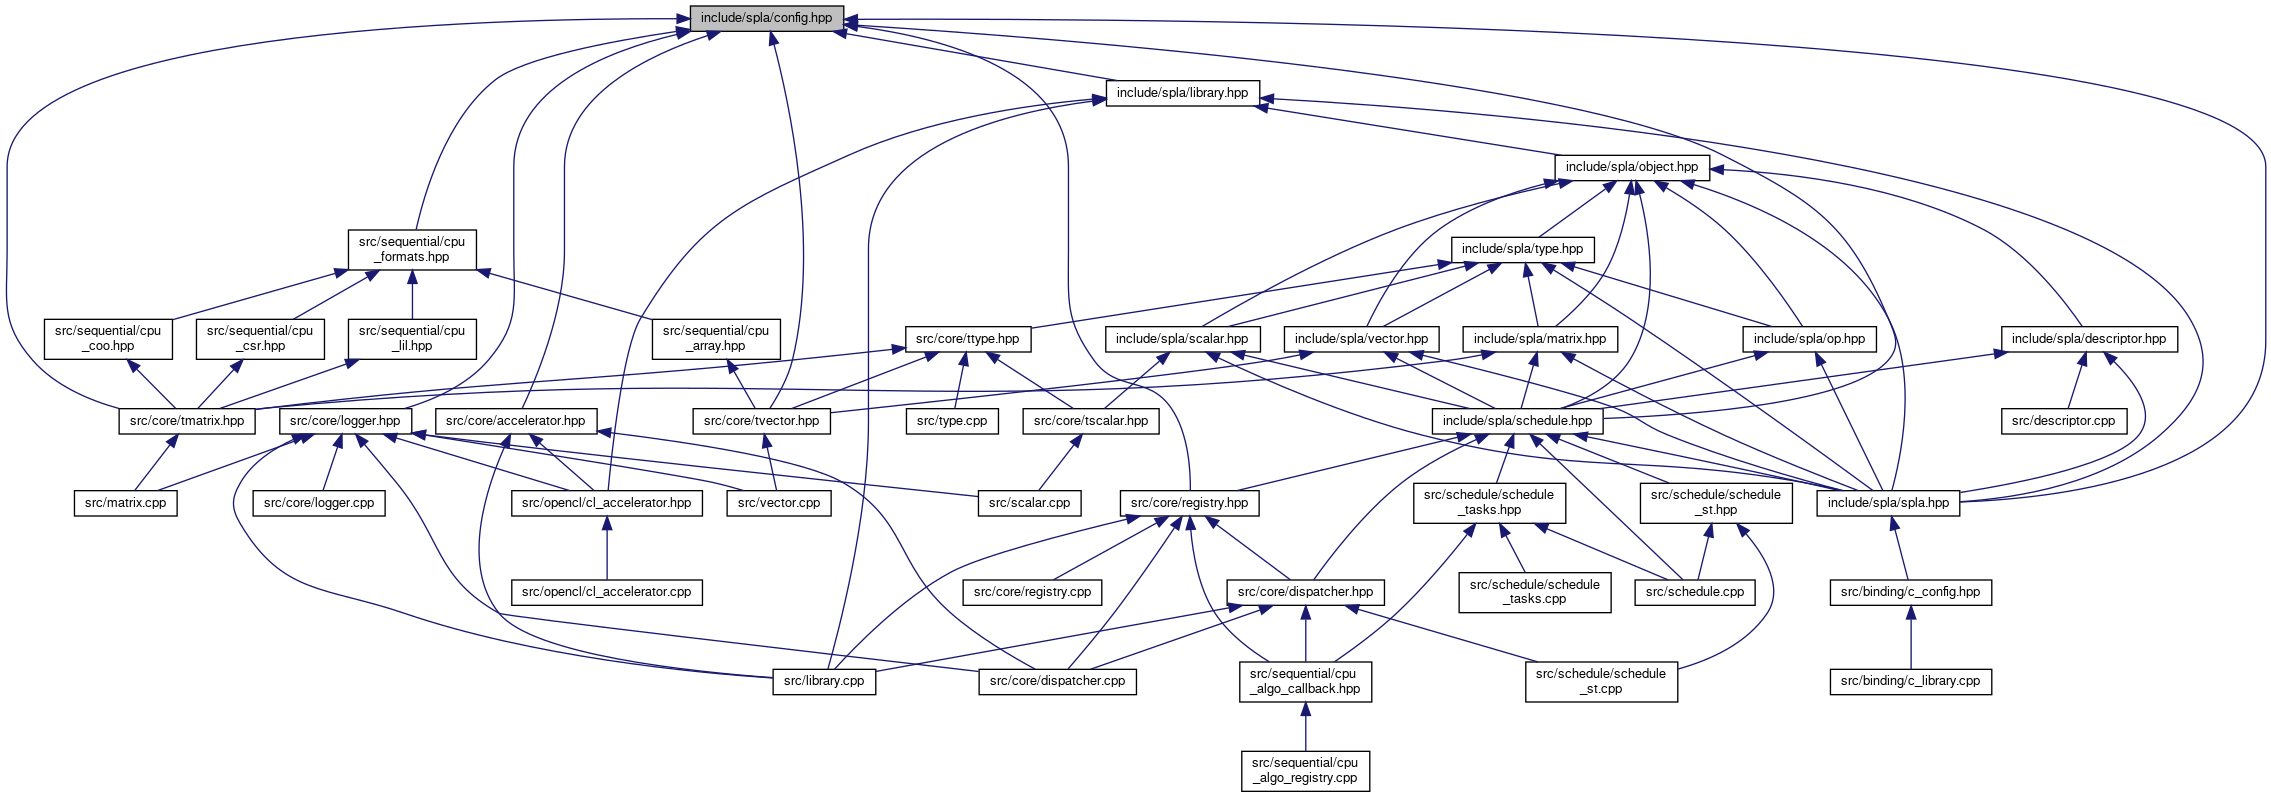 include/spla/config.hpp
include/spla/library.hpp
include/spla/object.hpp
src/sequential/cpu
_formats.hpp
include/spla/type.hpp
src/sequential/cpu
_coo.hpp
src/sequential/cpu
_csr.hpp
src/sequential/cpu
_lil.hpp
src/sequential/cpu
_array.hpp
src/core/ttype.hpp
include/spla/scalar.hpp
include/spla/vector.hpp
include/spla/matrix.hpp
include/spla/op.hpp
include/spla/descriptor.hpp
src/core/tmatrix.hpp
src/core/logger.hpp
src/core/accelerator.hpp
src/core/tvector.hpp
src/type.cpp
src/core/tscalar.hpp
include/spla/schedule.hpp
src/descriptor.cpp
src/matrix.cpp
src/core/logger.cpp
src/opencl/cl_accelerator.hpp
src/vector.cpp
src/scalar.cpp
src/core/registry.hpp
src/schedule/schedule
_tasks.hpp
src/schedule/schedule
_st.hpp
include/spla/spla.hpp
src/opencl/cl_accelerator.cpp
src/core/registry.cpp
src/core/dispatcher.hpp
src/schedule/schedule
_tasks.cpp
src/schedule.cpp
src/binding/c_config.hpp
src/library.cpp
src/core/dispatcher.cpp
src/sequential/cpu
_algo_callback.hpp
src/schedule/schedule
_st.cpp
src/binding/c_library.cpp
src/sequential/cpu
_algo_registry.cpp